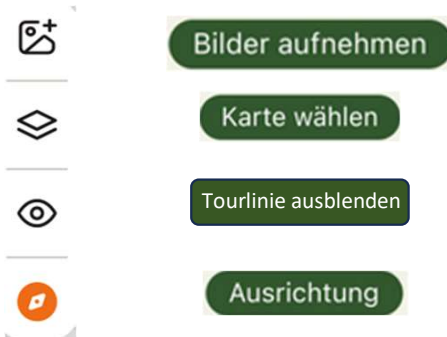 Bilder aufnehmen
Karte wählen
Tourlinie ausblenden
Ausrichtung